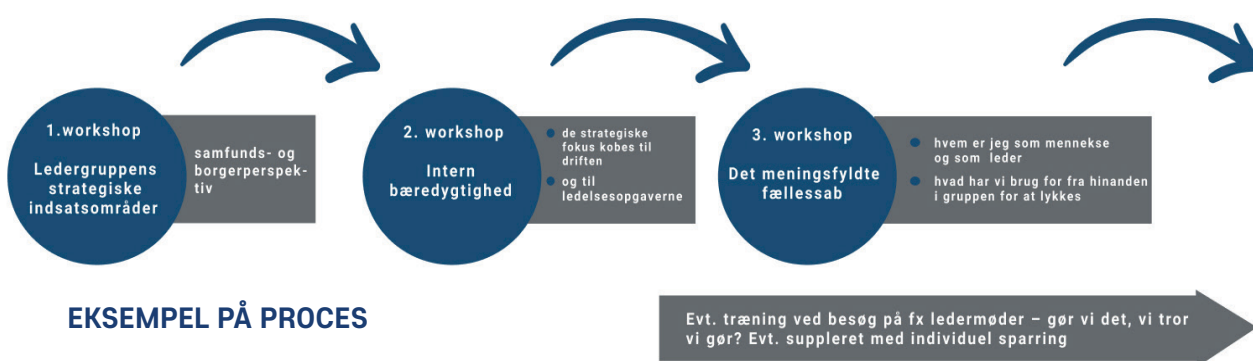 1.workshop
Ledergruppens
strategiske
indsatsområder
samfunds- og
borgerperspek-
tiv
2. workshop
Intern
bæredygtighed
de strategiske
fokus kobes til
driften
og til
ledelsesopgaverne
3. workshop
Det meningsfyldte
fællessab
hvem er jeg som mennekse
og som leder
hvad har vi brug for fra hinanden
i gruppen for at lykkes
EKSEMPEL PÅ PROCES
Evt. træning ved besøg på fx ledermøder – gør vi det, vi tror
vi gør? Evt. suppleret med individuel sparring